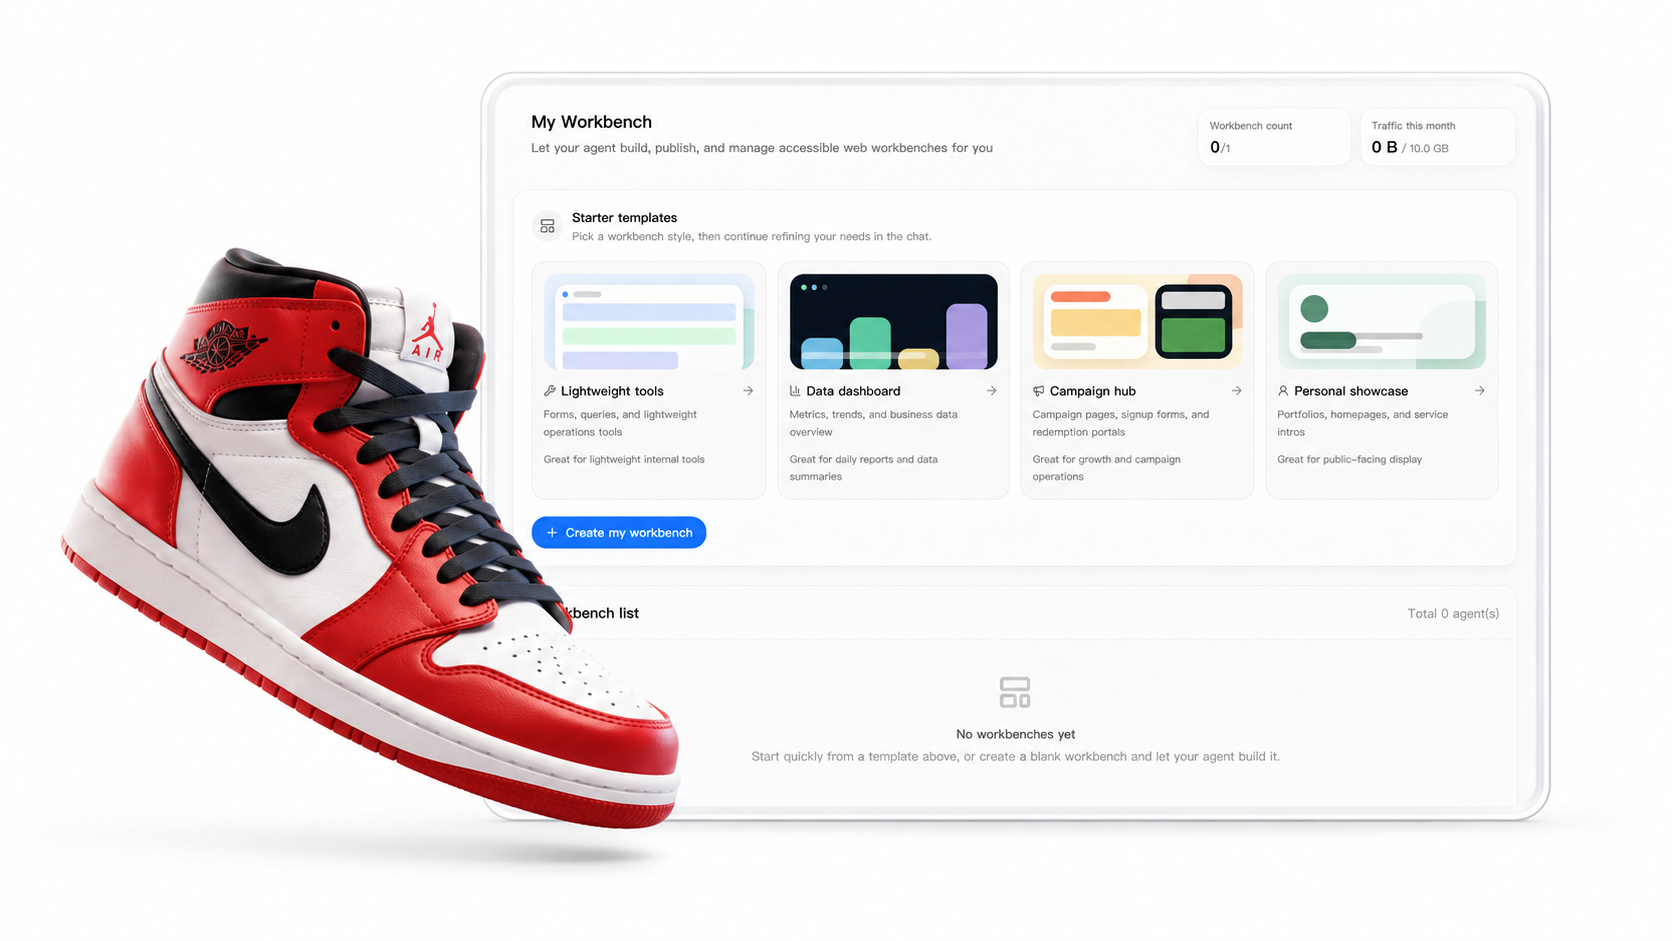 My Workbench
Let your agent build, publish, and manage accessible web workbenches for you
Workbench count
0/1
Traffic this month
0 B / 10.0 GB
Starter templates
Pick a workbench style, then continue refining your needs in the chat.
Lightweight tools
Forms, queries, and lightweight
operations tools
Great for lightweight internal tools
Data dashboard
Metrics, trends, and business data
overview
Great for daily reports and data
summaries
Campaign hub
Campaign pages, signup forms, and
redemption portals
Great for growth and campaign
operations
Personal showcase
Portfolios, homepages, and service
intros
Great for public-facing display
+ Create my workbench
kbench list
Total 0 agent(s)
No workbenches yet
Start quickly from a template above, or create a blank workbench and let your agent build it.
AIR